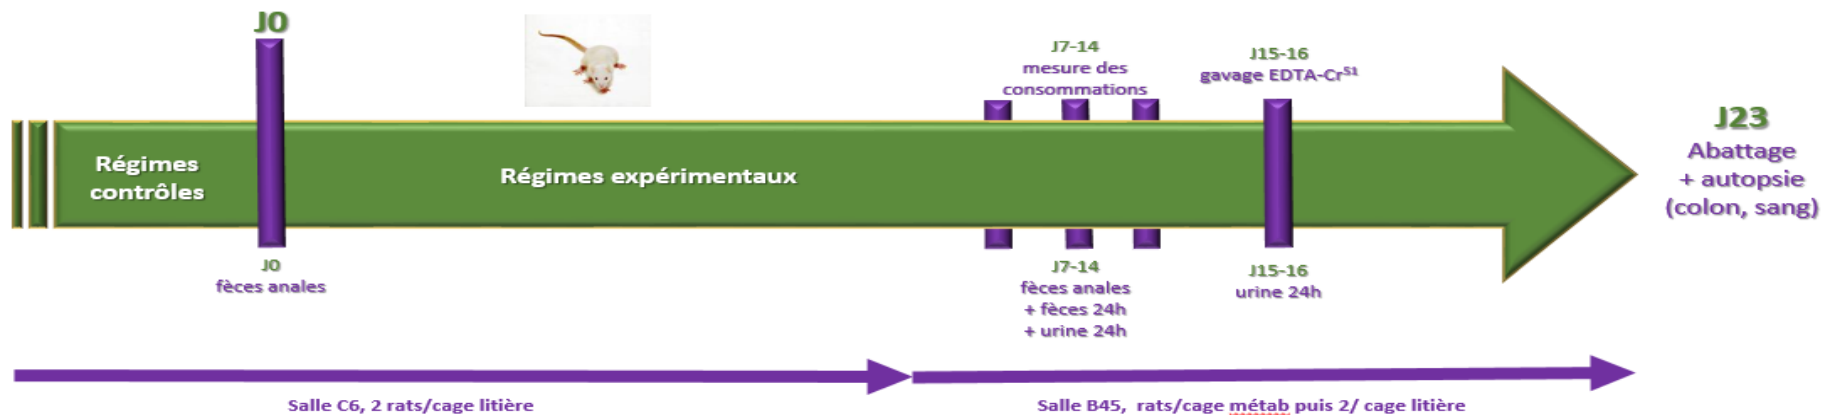 J0
J7-14
mesure des
consommations
J15-16
gavage EDTA-Cr⁵¹
Régimes
contrôles
Régimes expérimentaux
J23
Abattage
+ autopsie
(colon, sang)
J0
fèces anales
J7-14
fèces anales
+ fèces 24h
+ urine 24h
J15-16
urine 24h
Salle C6, 2 rats/cage litière
Salle B45, rats/cage métab puis 2/ cage litière